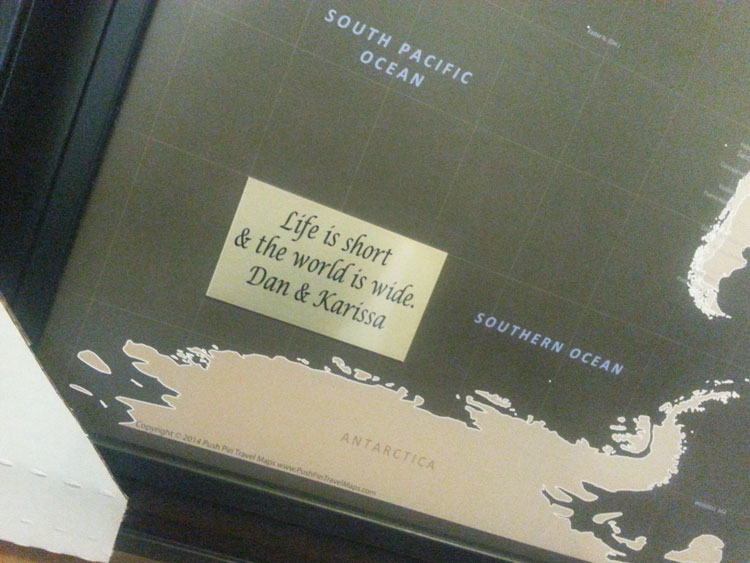 SOUTH PACIFIC
OCEAN
Life is short
& the world is wide.
Dan & Karissa
SOUTHERN OCEAN
ANTARCTICA
Copyright © 2014 Push Pin Travel Maps www.PushPinTravelMaps.com